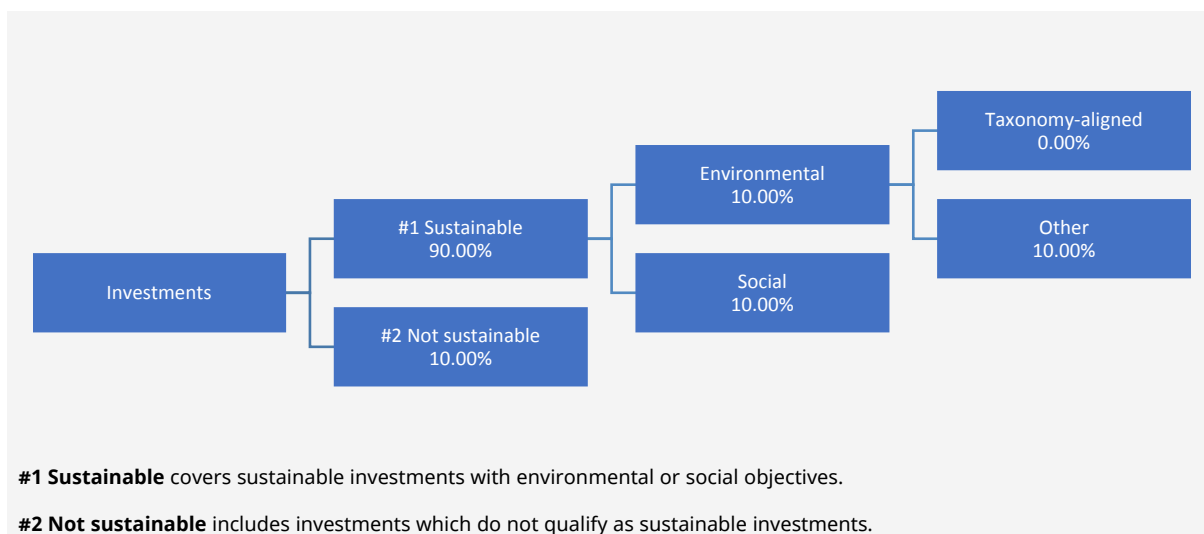 Investments
#1 Sustainable
90.00%
#2 Not sustainable
10.00%
Environmental
10.00%
Social
10.00%
Taxonomy-aligned
0.00%
Other
10.00%
#1 Sustainable covers sustainable investments with environmental or social objectives.
#2 Not sustainable includes investments which do not qualify as sustainable investments.